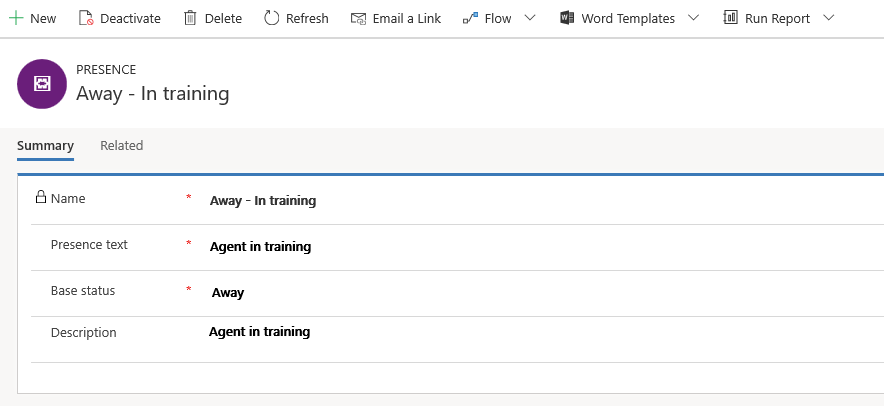 New Deactivate Delete Refresh Email a Link Flow Word Templates Run Report
PRESENCE
Away - In training
Summary Related
Name * Away - In training
Presence text * Agent in training
Base status * Away
Description Agent in training